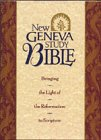 New
GENEVA
STUDY
BIBLE
Bringing
the Light of
the Reformation
to Scripture